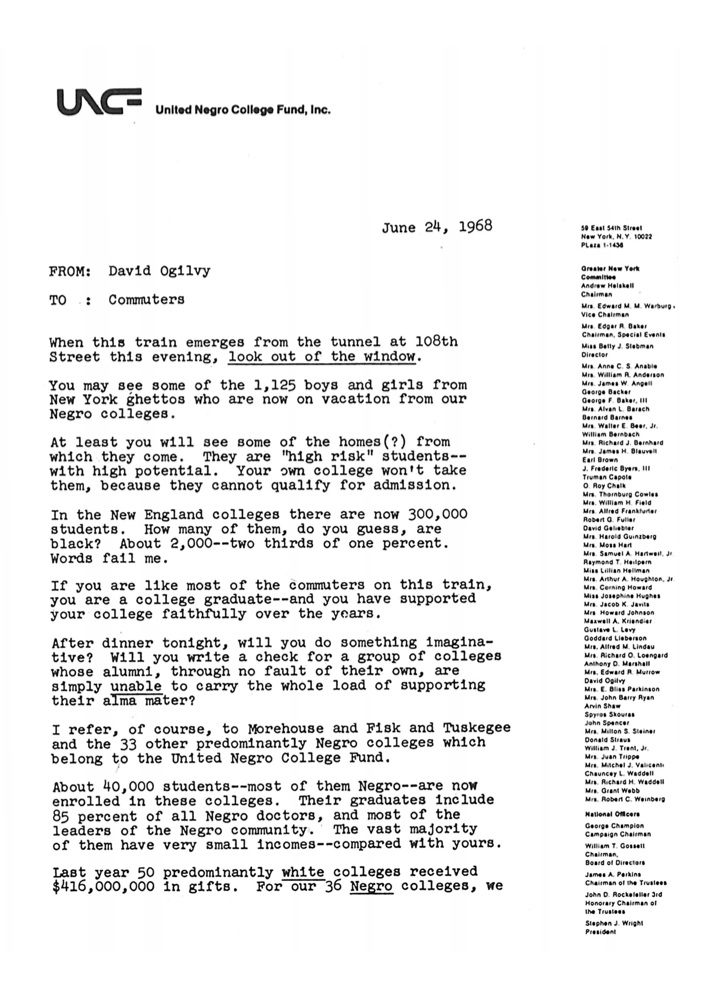 UNCF United Negro College Fund, Inc.
June 24, 1968
FROM: David Ogilvy
TO : Commuters
When this train emerges from the tunnel at 108th
Street this evening, look out of the window.
You may see some of the 1,125 boys and girls from
New York ghettos who are now on vacation from our
Negro colleges.
At least you will see some of the homes(?) from
which they come. They are "high risk" students--
with high potential. Your own college won't take
them, because they cannot qualify for admission.
In the New England colleges there are now 300,000
students. How many of them, do you guess, are
black? About 2,000--two thirds of one percent.
Words fail me.
If you are like most of the commuters on this train,
you are a college graduate--and you have supported
your college faithfully over the years.
After dinner tonight, will you do something imagina-
tive? Will you write a check for a group of colleges
whose alumni, through no fault of their own, are
simply unable to carry the whole load of supporting
their alma mater?
I refer, of course, to Morehouse and Fisk and Tuskegee
and the 33 other predominantly Negro colleges which
belong to the United Negro College Fund.
About 40,000 students--most of them Negro--are now
enrolled in these colleges. Their graduates include
85 percent of all Negro doctors, and most of the
leaders of the Negro community. The vast majority
of them have very small incomes--compared with yours.
Last year 50 predominantly white colleges received
$416,000,000 in gifts. For our 36 Negro colleges, we
59 East 54th Street
New York, N.Y. 10022
PLaza 1-1436
Greater New York
Committee
Andrew Heiskell
Chairman
Mrs. Edward M. M. Warburg
Vice Chairman
Mrs. Edgar R. Baker
Chairman, Special Events
Miss Betty J. Stebman
Director
Mrs. Anne C. S. Anable
Mrs. William R. Anderson
Mrs. James W. Angell
George Backer
George F. Baker, III
Mrs. Alvan L. Barach
Bernard Barnes
Mrs. Walter E. Beer, Jr.
William Bernbach
Mrs. Richard J. Bernhard
Mrs. James H. Blauvelt
Earl Brown
J. Frederic Byers, III
Truman Capote
O. Roy Chalk
Mrs. Thornburg Cowles
Mrs. William H. Field
Mrs. Alfred Frankfurter
Robert G. Fuller
David Geliebter
Mrs. Harold Guinzberg
Mrs. Moss Hart
Mrs. Samuel A. Hartwell, Jr.
Raymond T. Heilpern
Miss Lillian Hellman
Mrs. Arthur A. Houghton, Jr.
Mrs. Corning Howard
Miss Josephine Hughes
Mrs. Jacob K. Javits
Mrs. Howard Johnson
Maxwell A. Kriendler
Gustave L. Levy
Goddard Lieberson
Mrs. Alfred M. Lindau
Mrs. Richard O. Loengard
Anthony D. Marshall
Mrs. Edward R. Murrow
David Ogilvy
Mrs. E. Bliss Parkinson
Mrs. John Barry Ryan
Arvin Shaw
Spyros Skouras
John Spencer
Mrs. Milton S. Steiner
Donald Straus
William J. Trent, Jr.
Mrs. Juan Trippe
Mrs. Mitchel J. Valicenti
Chauncey L. Waddell
Mrs. Richard H. Waddell
Mrs. Grant Webb
Mrs. Robert C. Weinberg
National Officers
George Champion
Campaign Chairman
William T. Gossett
Chairman,
Board of Directors
James A. Perkins
Chairman of the Trustees
John D. Rockefeller 3rd
Honorary Chairman of
the Trustees
Stephen J. Wright
President